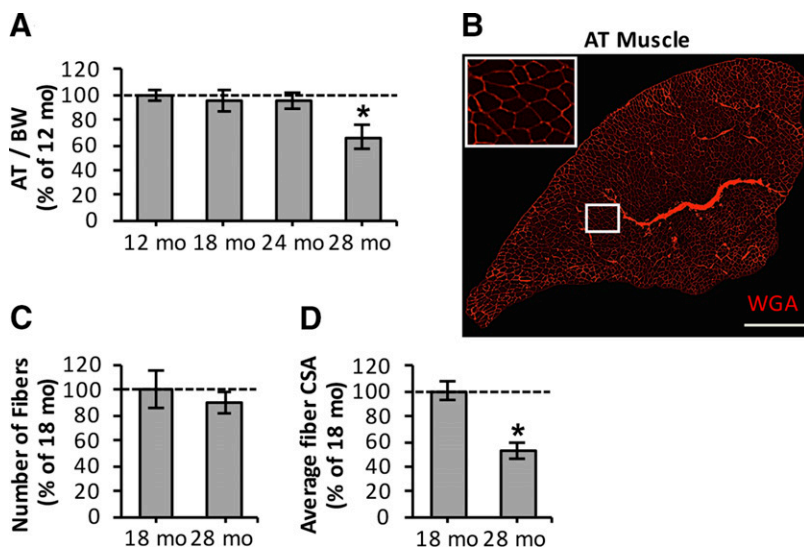 A
AT / BW
(% of 12 mo)
120
100
80
60
40
20
0
*
12 mo 18 mo 24 mo 28 mo
B
AT Muscle
WGA
C
Number of Fibers
(% of 18 mo)
120
100
80
60
40
20
0
18 mo 28 mo
D
Average fiber CSA
(% of 18 mo)
120
100
80
60
40
20
0
*
18 mo 28 mo